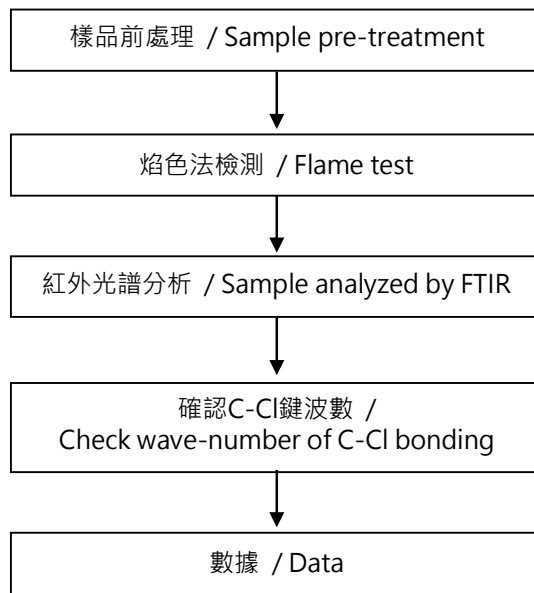 樣品前處理 / Sample pre-treatment
焰色法檢測 / Flame test
紅外光譜分析 / Sample analyzed by FTIR
確認C-Cl鍵波數 /
Check wave-number of C-Cl bonding
數據 / Data